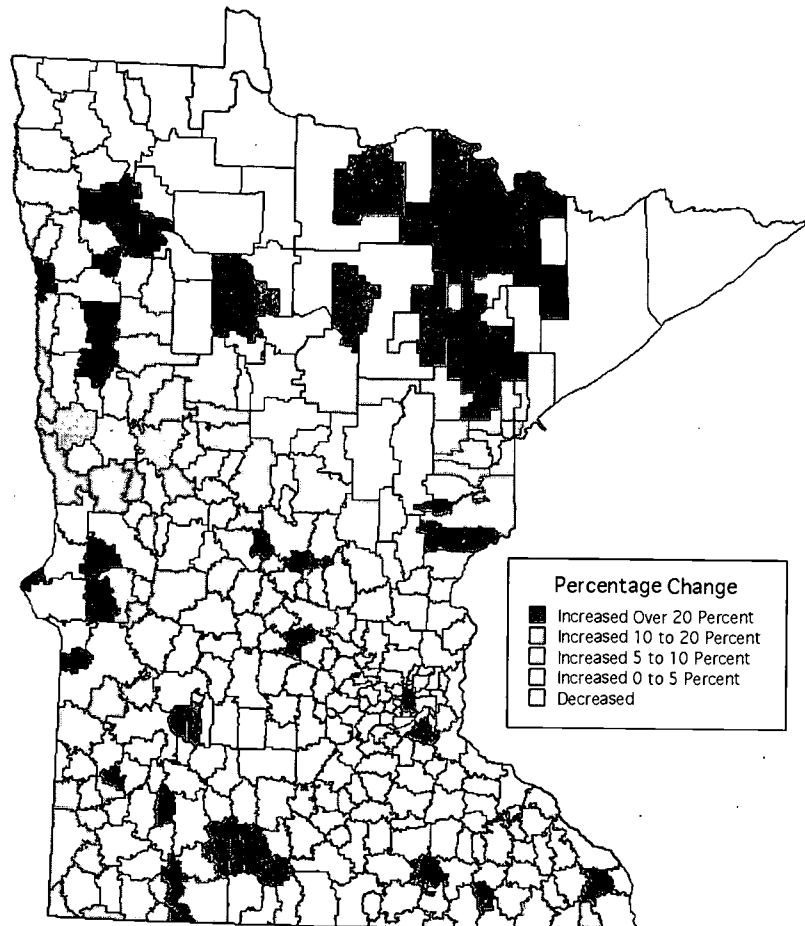 Percentage Change
Increased Over 20 Percent
Increased 10 to 20 Percent
Increased 5 to 10 Percent
Increased 0 to 5 Percent
Decreased